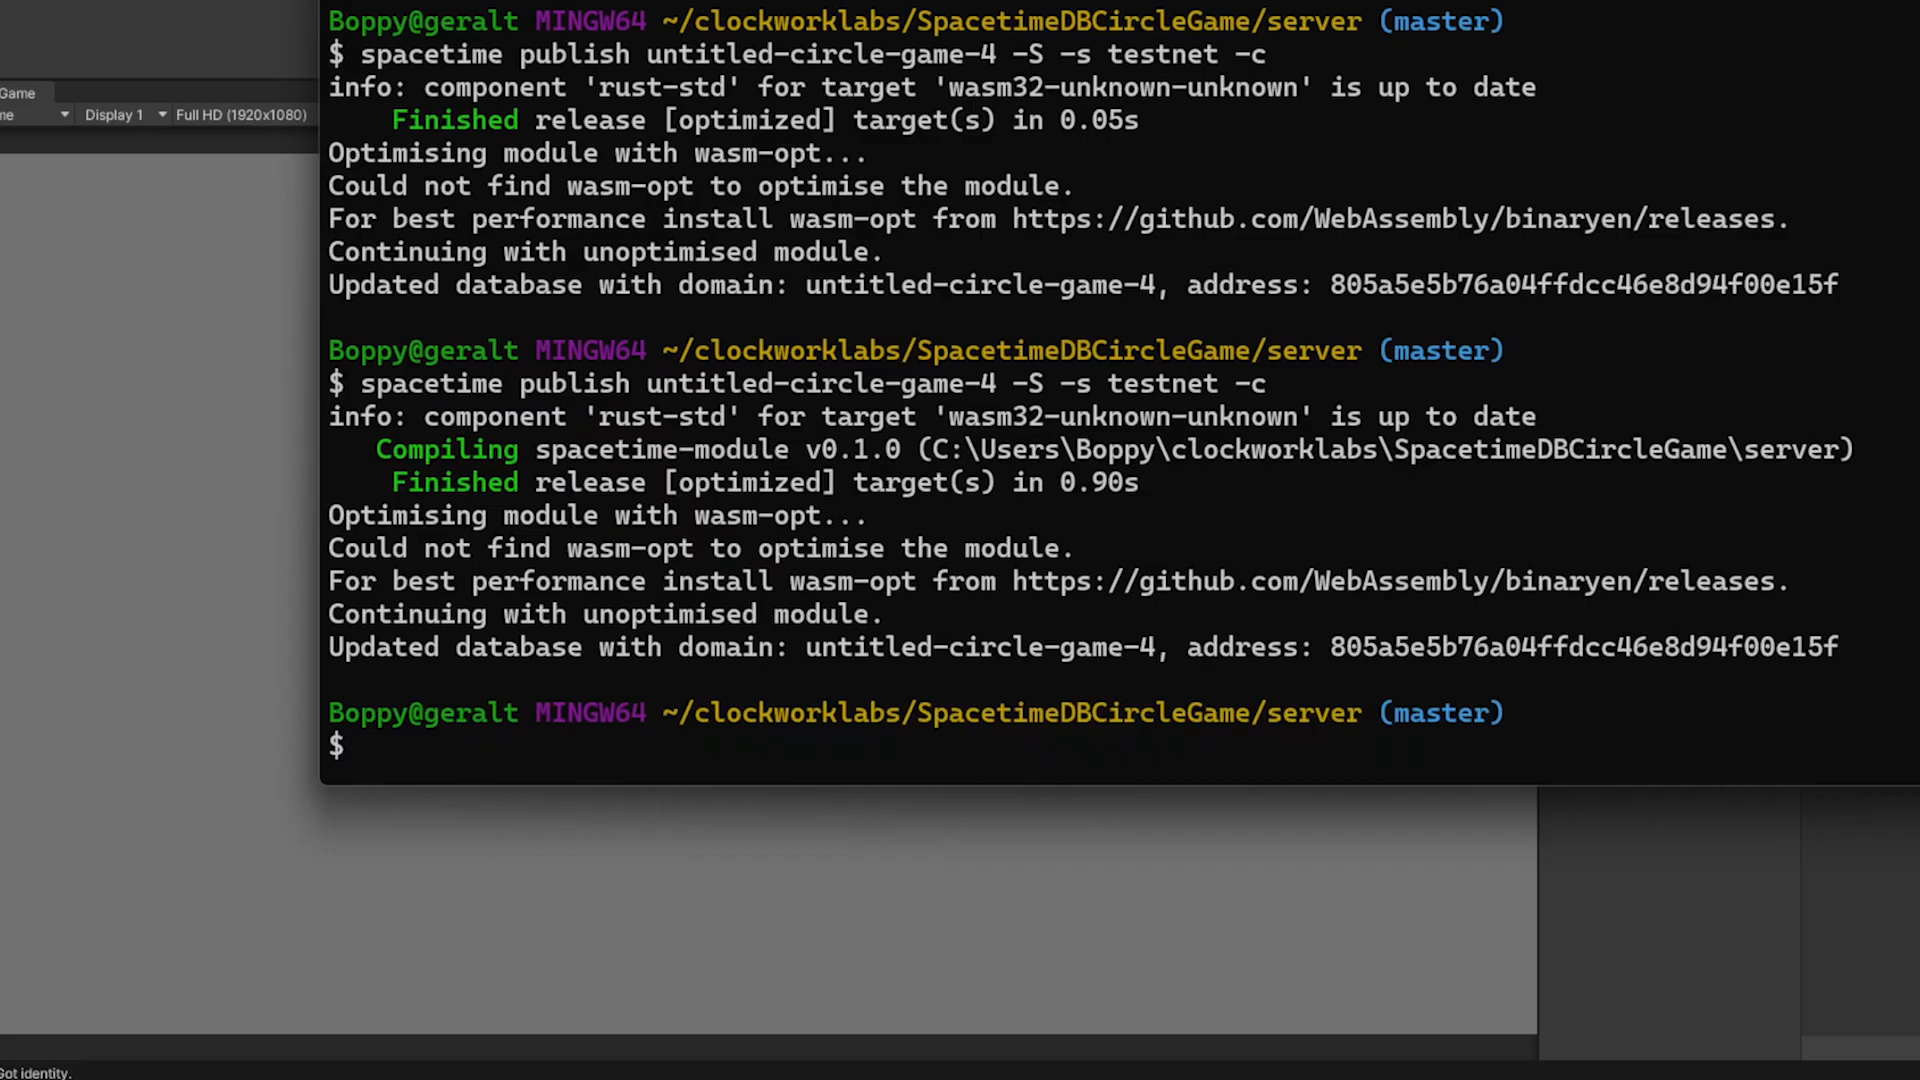 Boppy@geralt MINGW64 ~/clockworklabs/SpacetimeDBCircleGame/server (master)
$ spacetime publish untitled-circle-game-4 -S -s testnet -c
info: component 'rust-std' for target 'wasm32-unknown-unknown' is up to date
Finished release [optimized] target(s) in 0.05s
Optimising module with wasm-opt...
Could not find wasm-opt to optimise the module.
For best performance install wasm-opt from https://github.com/WebAssembly/binaryen/releases.
Continuing with unoptimised module.
Updated database with domain: untitled-circle-game-4, address: 805a5e5b76a04ffdcc46e8d94f00e15f
Boppy@geralt MINGW64 ~/clockworklabs/SpacetimeDBCircleGame/server (master)
$ spacetime publish untitled-circle-game-4 -S -s testnet -c
info: component 'rust-std' for target 'wasm32-unknown-unknown' is up to date
Compiling spacetime-module v0.1.0 (C:\Users\Boppy\clockworklabs\SpacetimeDBCircleGame\server)
Finished release [optimized] target(s) in 0.90s
Optimising module with wasm-opt...
Could not find wasm-opt to optimise the module.
For best performance install wasm-opt from https://github.com/WebAssembly/binaryen/releases.
Continuing with unoptimised module.
Updated database with domain: untitled-circle-game-4, address: 805a5e5b76a04ffdcc46e8d94f00e15f
Boppy@geralt MINGW64 ~/clockworklabs/SpacetimeDBCircleGame/server (master)
$
Game
me Display 1 Full HD (1920x1080)
Got identity.